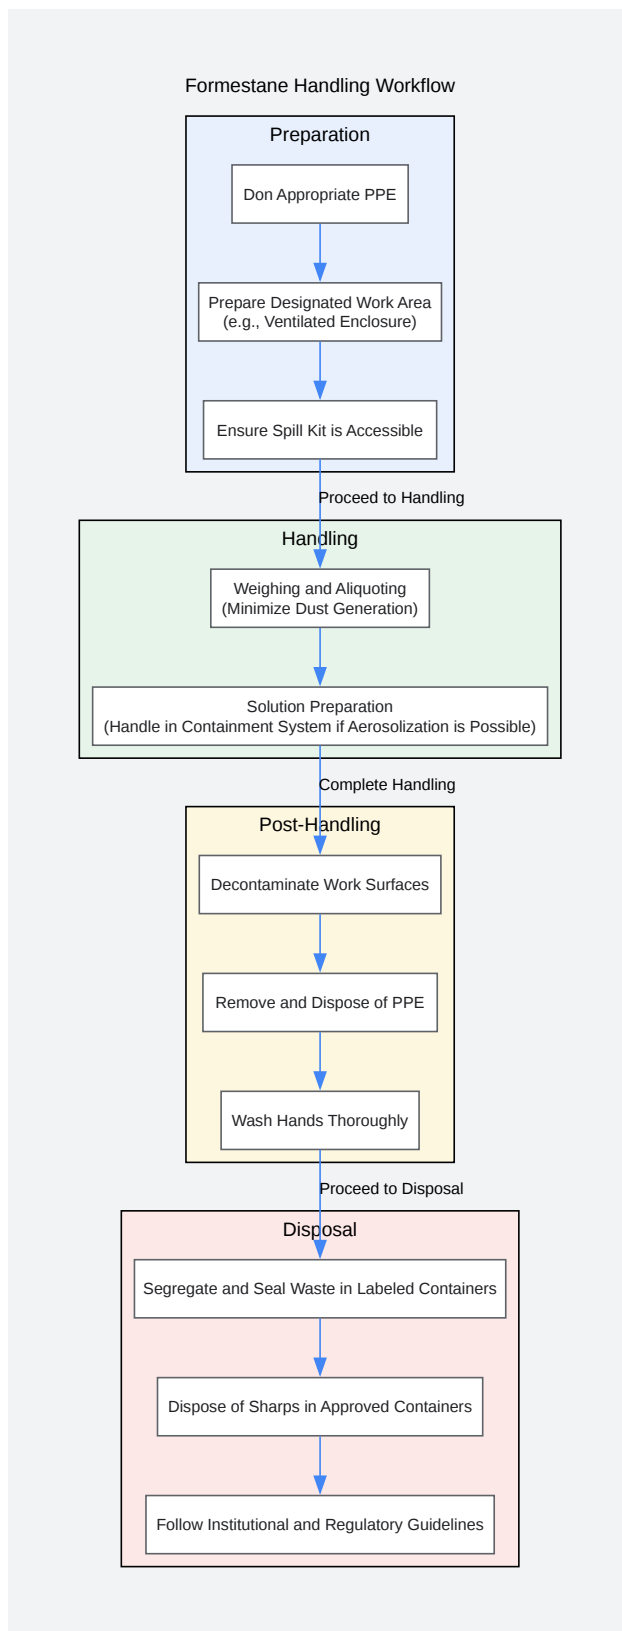 Formestane Handling Workflow
Preparation
Don Appropriate PPE
Prepare Designated Work Area
(e.g., Ventilated Enclosure)
Ensure Spill Kit is Accessible
Proceed to Handling
Handling
Weighing and Aliquoting
(Minimize Dust Generation)
Solution Preparation
(Handle in Containment System if Aerosolization is Possible)
Complete Handling
Post-Handling
Decontaminate Work Surfaces
Remove and Dispose of PPE
Wash Hands Thoroughly
Proceed to Disposal
Disposal
Segregate and Seal Waste in Labeled Containers
Dispose of Sharps in Approved Containers
Follow Institutional and Regulatory Guidelines